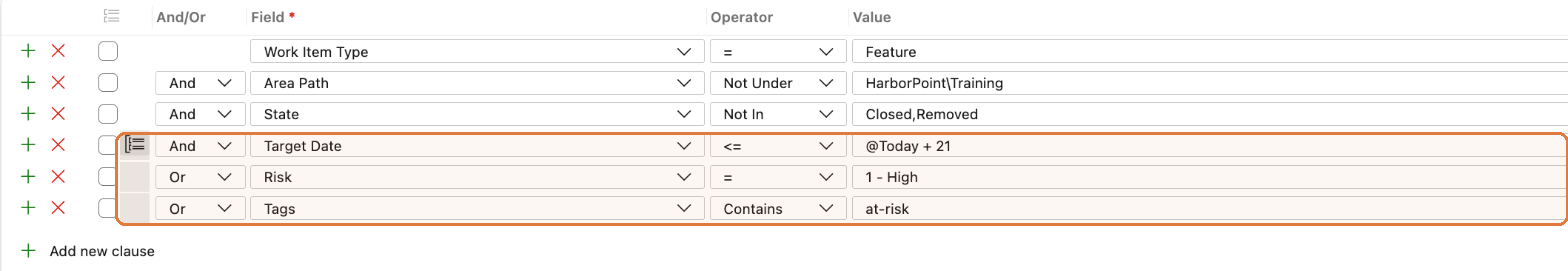 And/Or Field * Operator Value
Work Item Type = Feature
And Area Path Not Under HarborPoint\Training
And State Not In Closed,Removed
And Target Date <= @Today + 21
Or Risk = 1 - High
Or Tags Contains at-risk
Add new clause